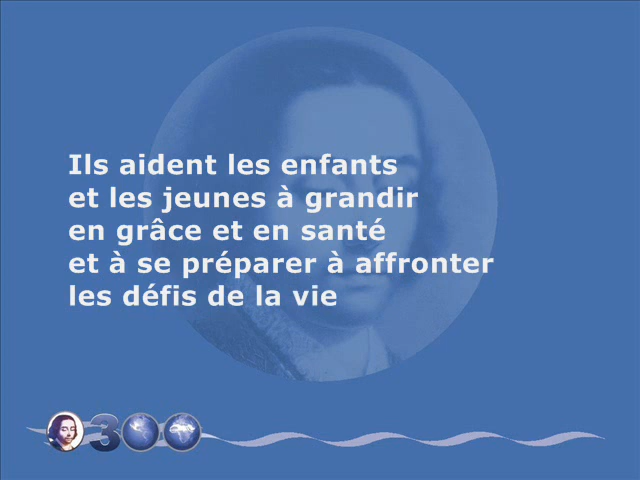 Ils aident les enfants
et les jeunes à grandir
en grâce et en santé
et à se préparer à affronter
les défis de la vie
300